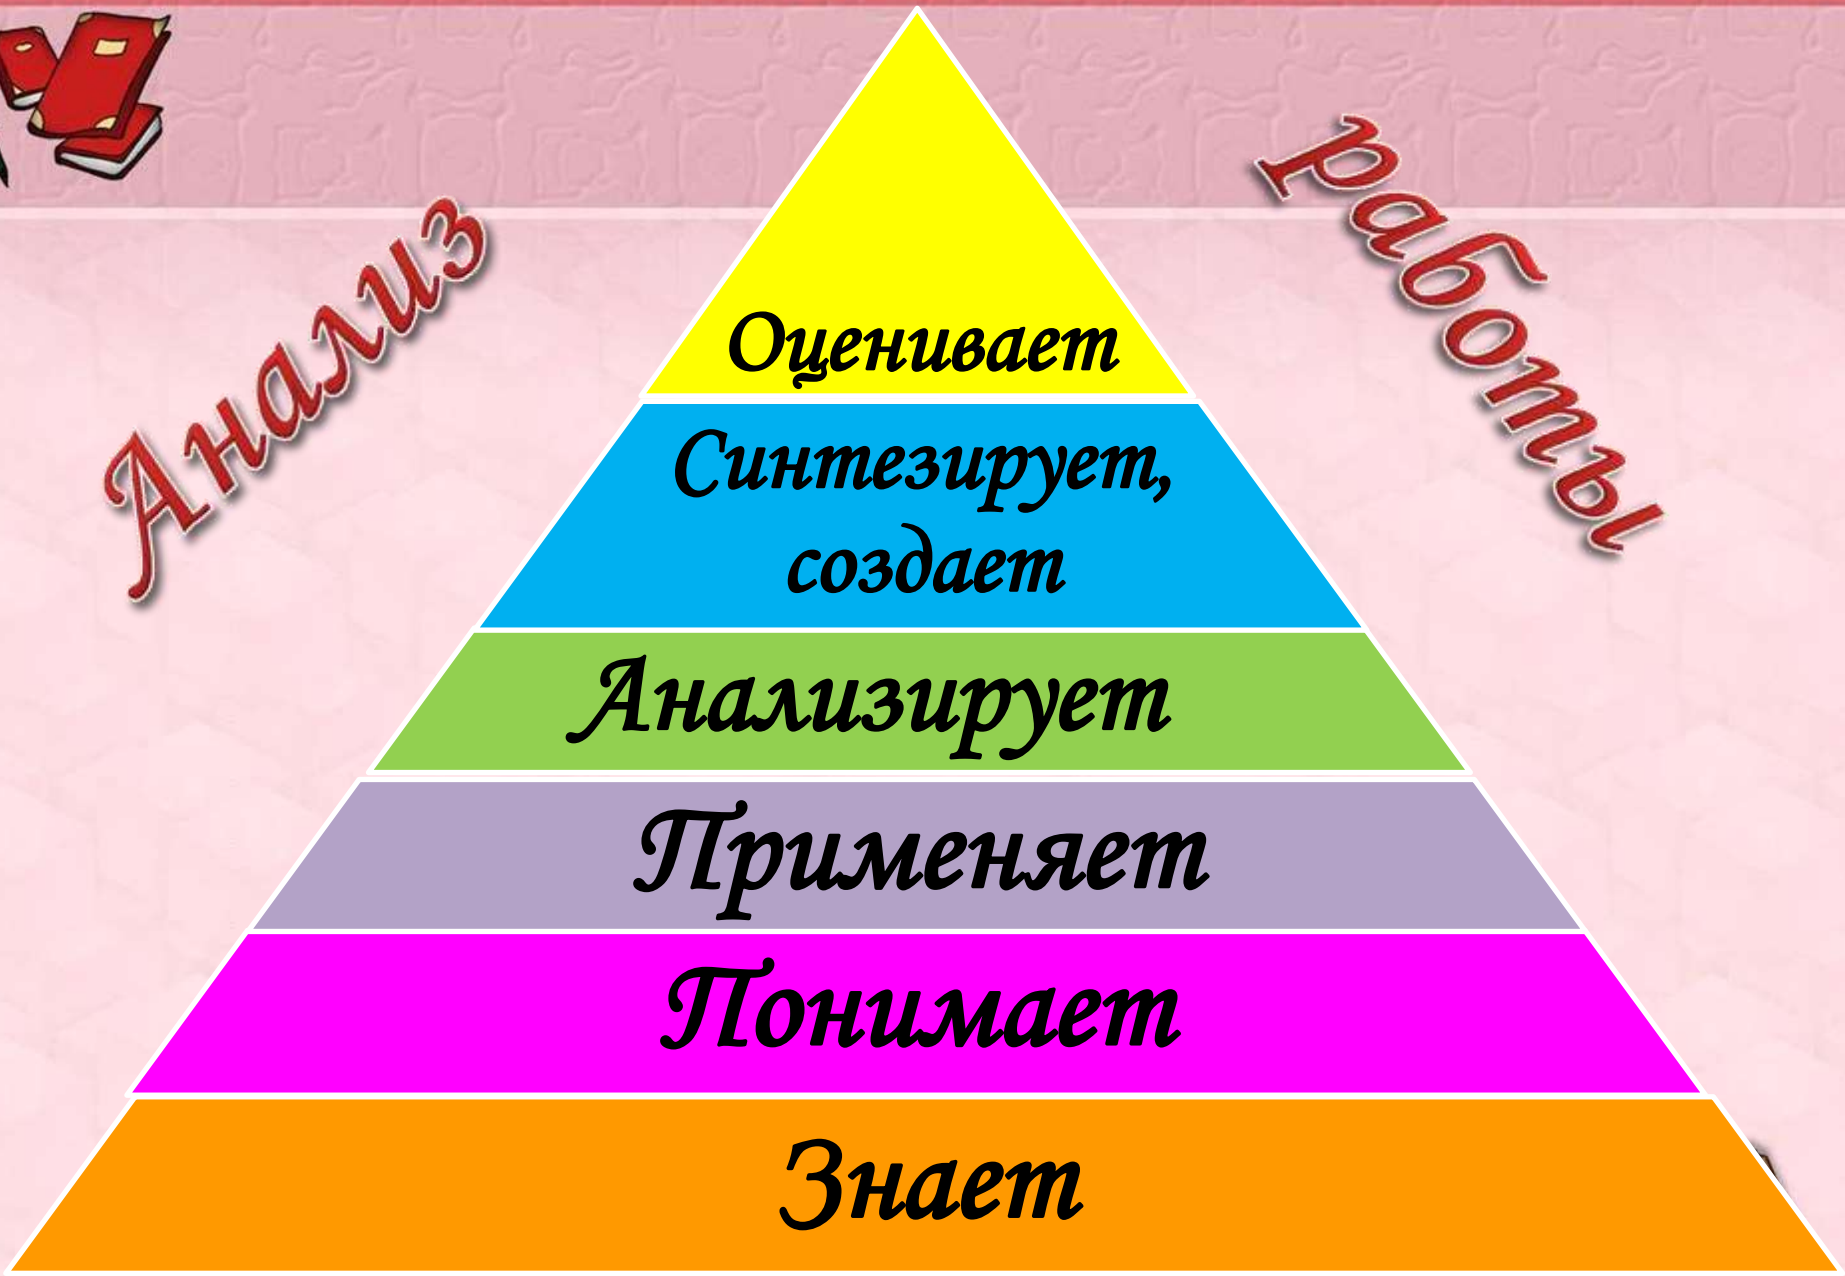 Анализ
работы
Оценивает
Синтезирует,
создает
Анализирует
Применяет
Понимает
Знает